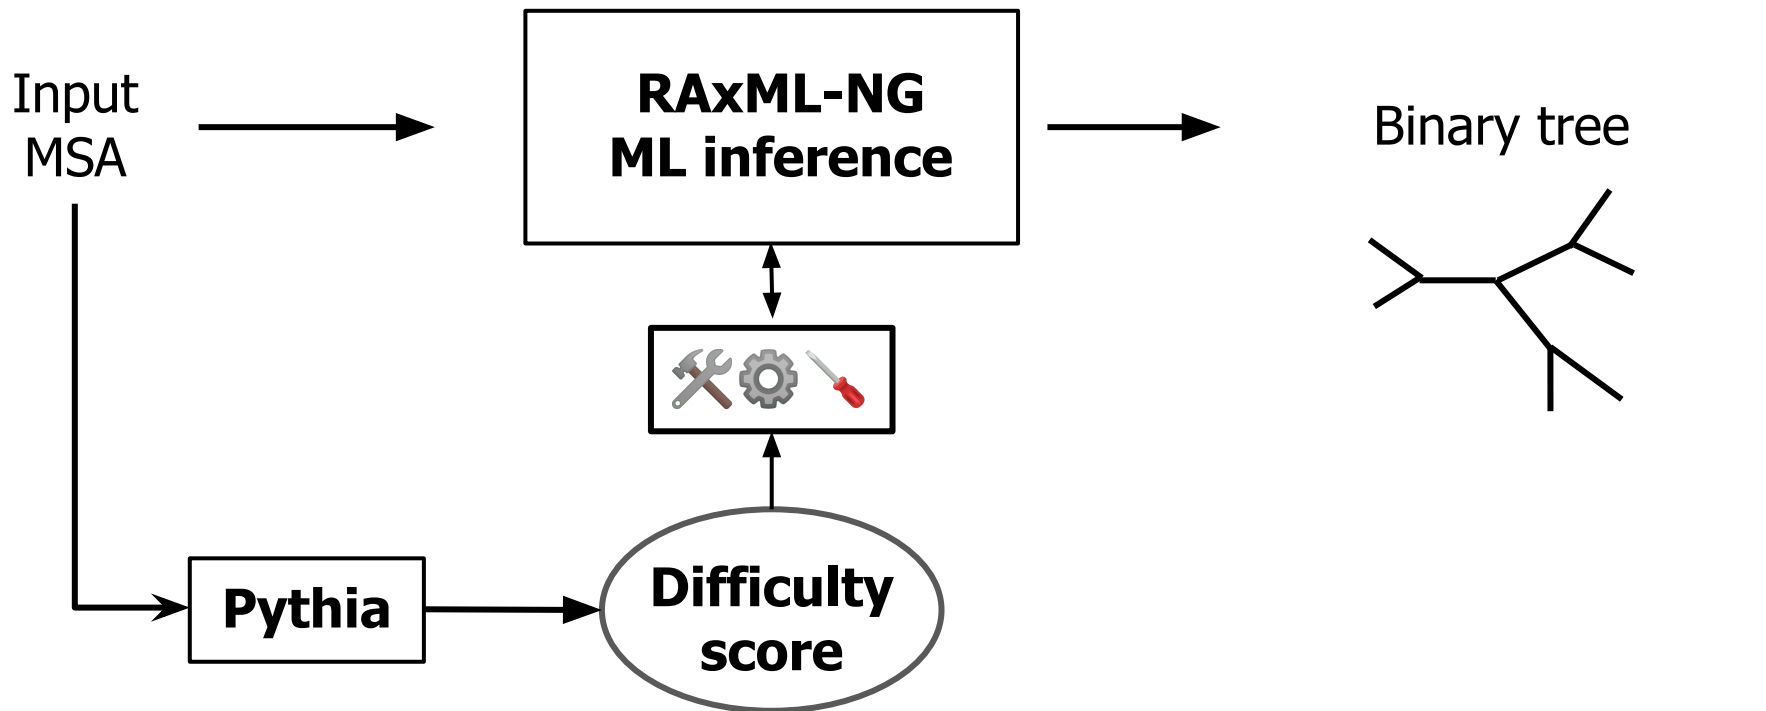 Input
MSA
RAxML-NG
ML inference
Binary tree
Pythia
Difficulty
score